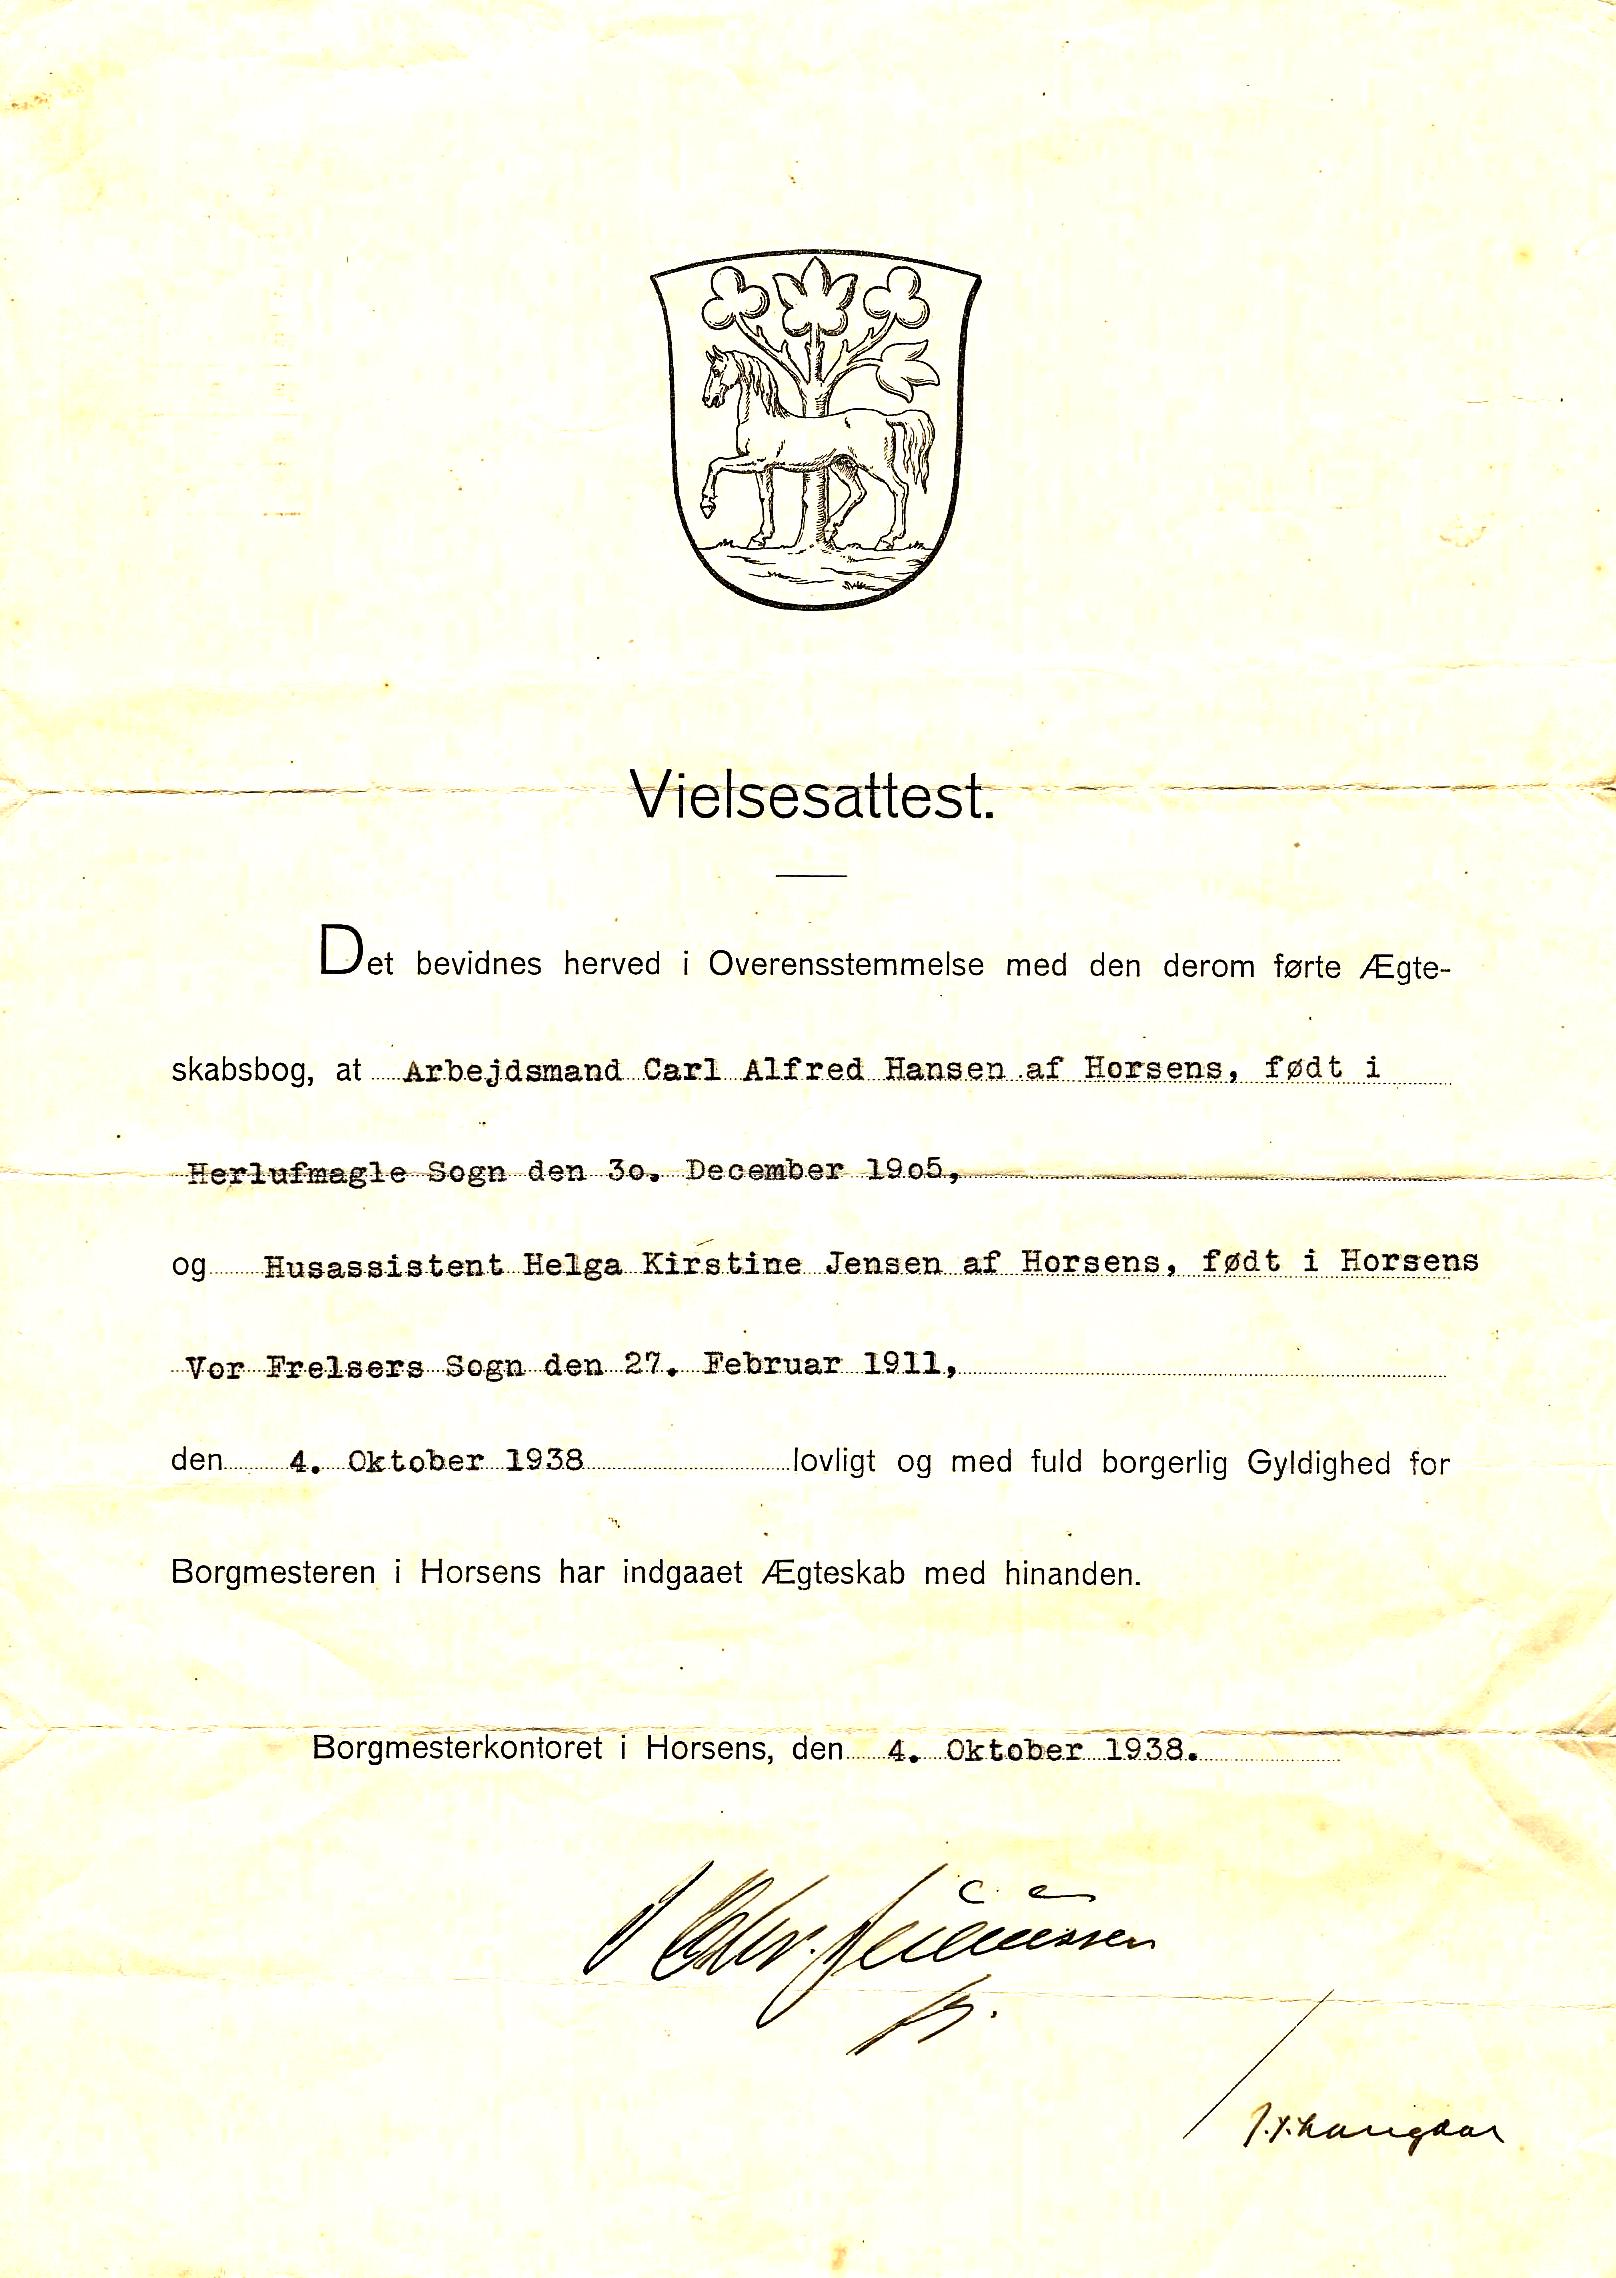 Vielsesattest.
Det bevidnes herved i Overensstemmelse med den derom førte Ægte-
skabsbog, at Arbejdsmand Carl Alfred Hansen af Horsens, født i
Herlufmagle Sogn den 3o. December 19o5,
og Husassistent Helga Kirstine Jensen af Horsens, født i Horsens
Vor Frelsers Sogn den 27. Februar 1911,
den 4. Oktober 1938 lovligt og med fuld borgerlig Gyldighed for
Borgmesteren i Horsens har indgaaet Ægteskab med hinanden.
Borgmesterkontoret i Horsens, den 4. Oktober 1938.